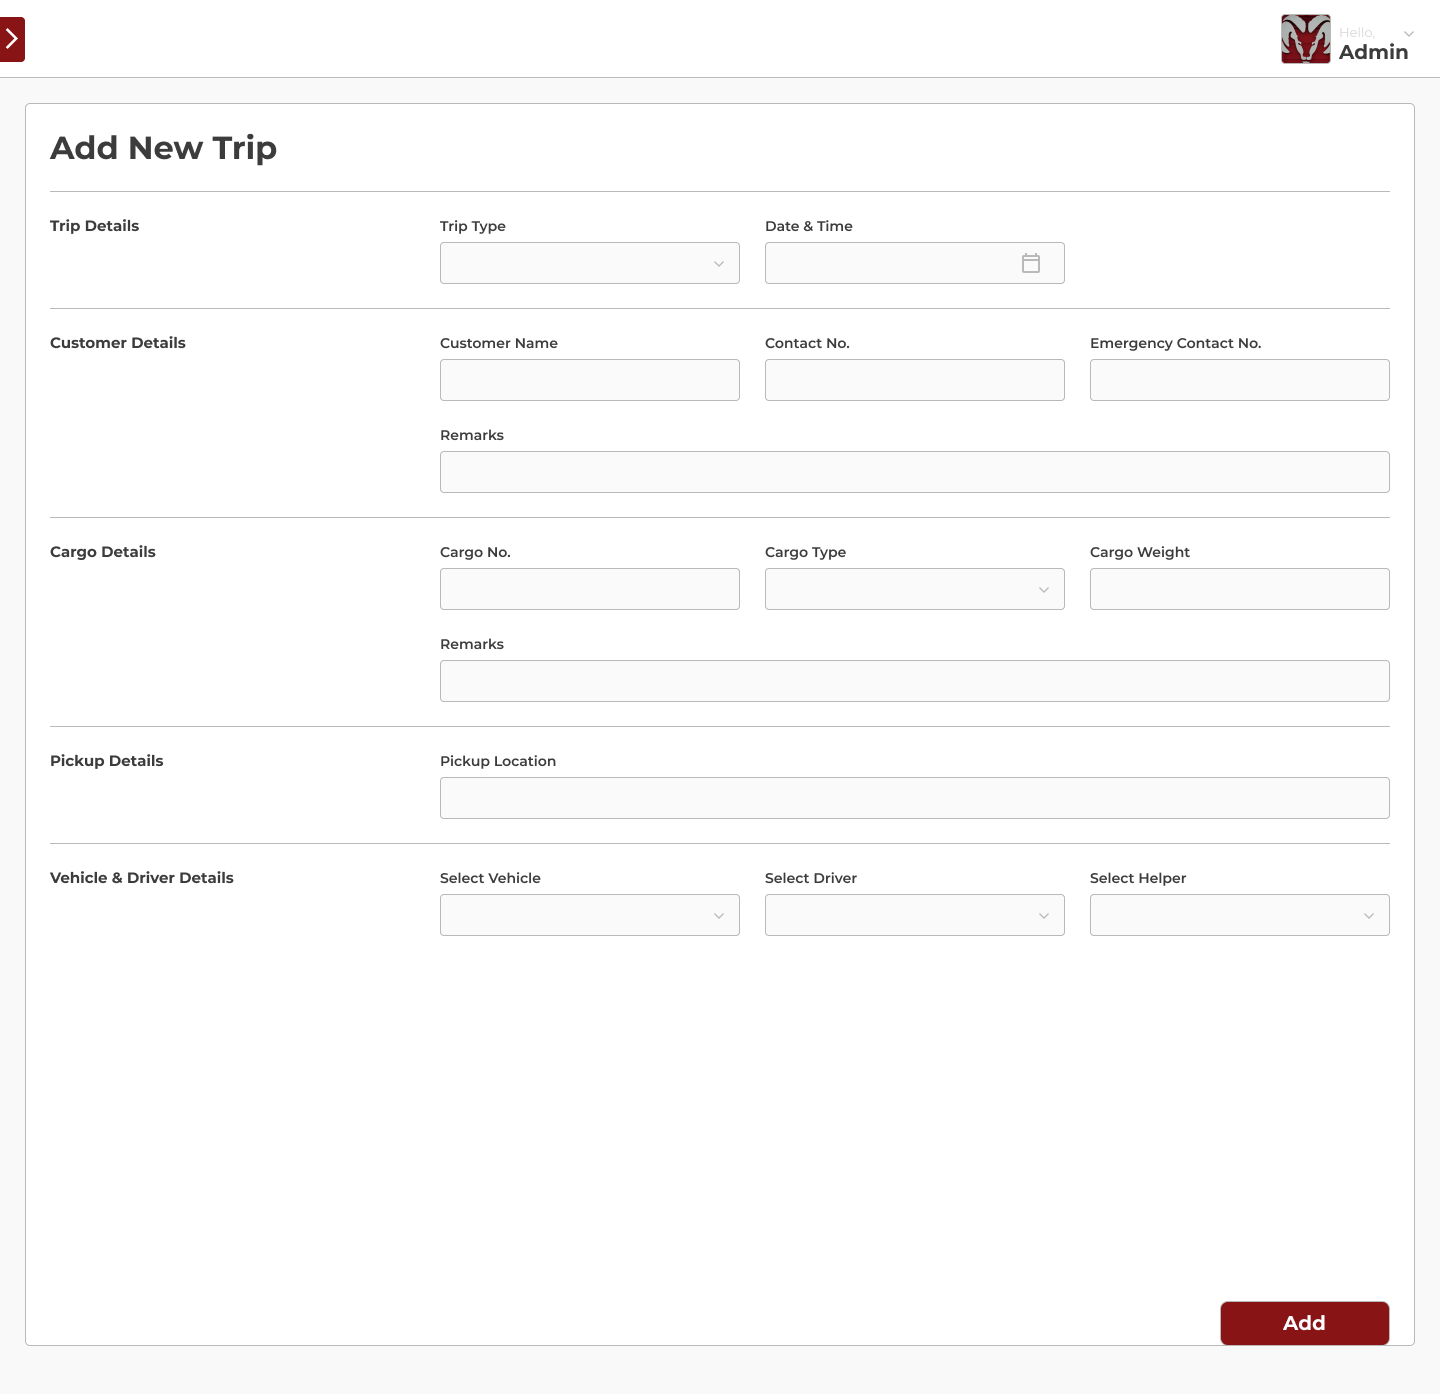 Hello,
Admin
Add New Trip
Trip Details
Trip Type
Date & Time
Customer Details
Customer Name
Contact No.
Emergency Contact No.
Remarks
Cargo Details
Cargo No.
Cargo Type
Cargo Weight
Remarks
Pickup Details
Pickup Location
Vehicle & Driver Details
Select Vehicle
Select Driver
Select Helper
Add